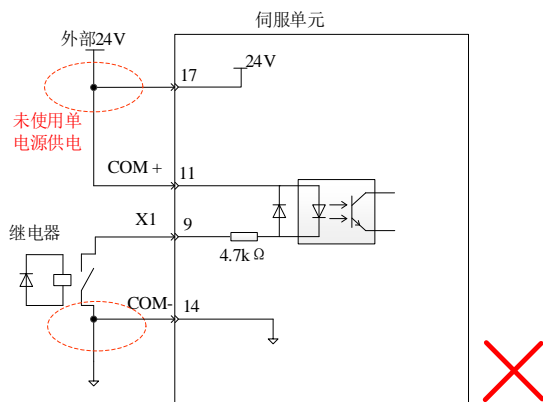 伺服单元
外部24V
17
24V
未使用单
电源供电
COM +
11
X1
9
继电器
4.7k Ω
COM-
14